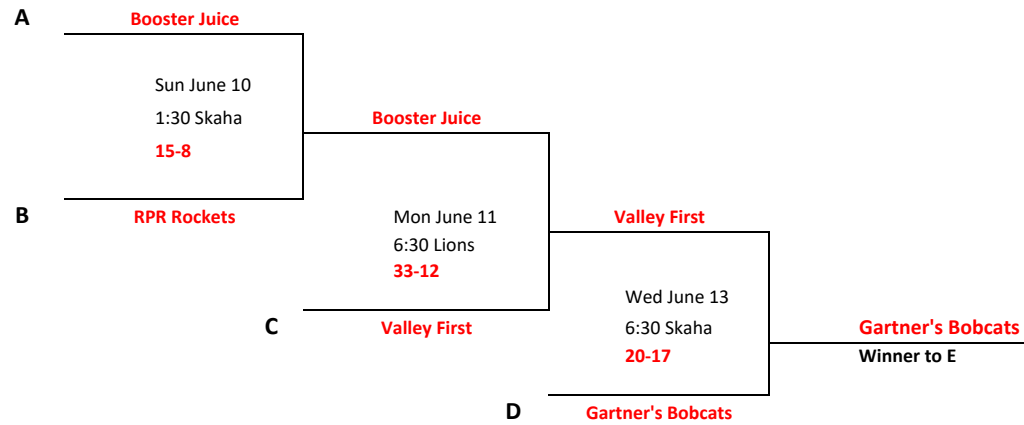 A
Booster Juice
Sun June 10
1:30 Skaha
15-8
B
RPR Rockets
Booster Juice
Mon June 11
6:30 Lions
33-12
C
Valley First
Valley First
Wed June 13
6:30 Skaha
20-17
D
Gartner's Bobcats
Gartner's Bobcats
Winner to E